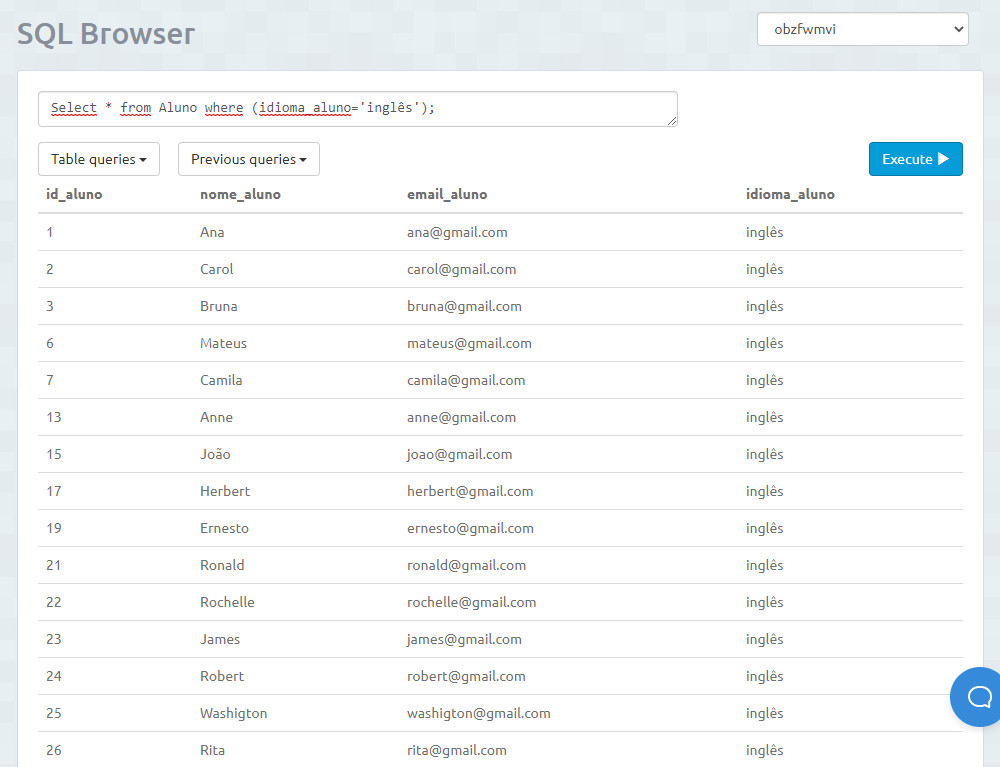 SQL Browser
obzfwmvi
Select * from Aluno where (idioma_aluno='inglês');
Table queries
Previous queries
Execute
id_aluno nome_aluno email_aluno idioma_aluno
1 Ana ana@gmail.com inglês
2 Carol carol@gmail.com inglês
3 Bruna bruna@gmail.com inglês
6 Mateus mateus@gmail.com inglês
7 Camila camila@gmail.com inglês
13 Anne anne@gmail.com inglês
15 João joao@gmail.com inglês
17 Herbert herbert@gmail.com inglês
19 Ernesto ernesto@gmail.com inglês
21 Ronald ronald@gmail.com inglês
22 Rochelle rochelle@gmail.com inglês
23 James james@gmail.com inglês
24 Robert robert@gmail.com inglês
25 Washigton washigton@gmail.com inglês
26 Rita rita@gmail.com inglês